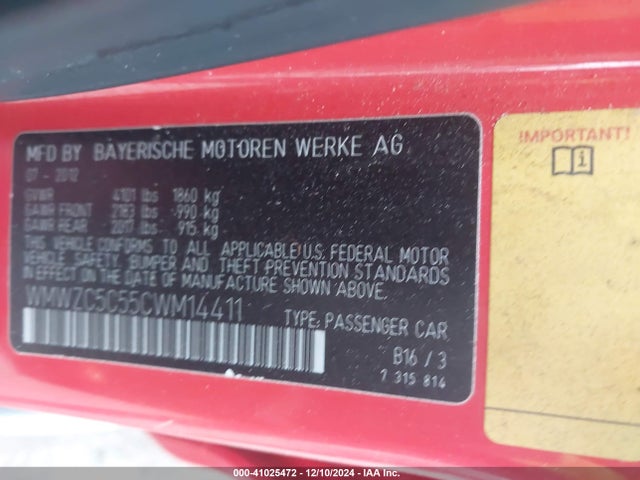 MFD BY BAYERISCHE MOTOREN WERKE AG
07 - 2012
GVWR 4101 lbs 1860 kg
GAWR FRONT 2183 lbs 990 kg
GAWR REAR 2017 lbs 915 kg
THIS VEHICLE CONFORMS TO ALL APPLICABLE U.S. FEDERAL MOTOR
VEHICLE SAFETY, BUMPER AND THEFT PREVENTION STANDARDS
IN EFFECT ON THE DATE OF MANUFACTURE SHOWN ABOVE.
WMWZC5C55CWM14411 TYPE: PASSENGER CAR
B16 / 3
7 315 814
IMPORTANT!
000-41025472 - 12/10/2024 - IAA Inc.